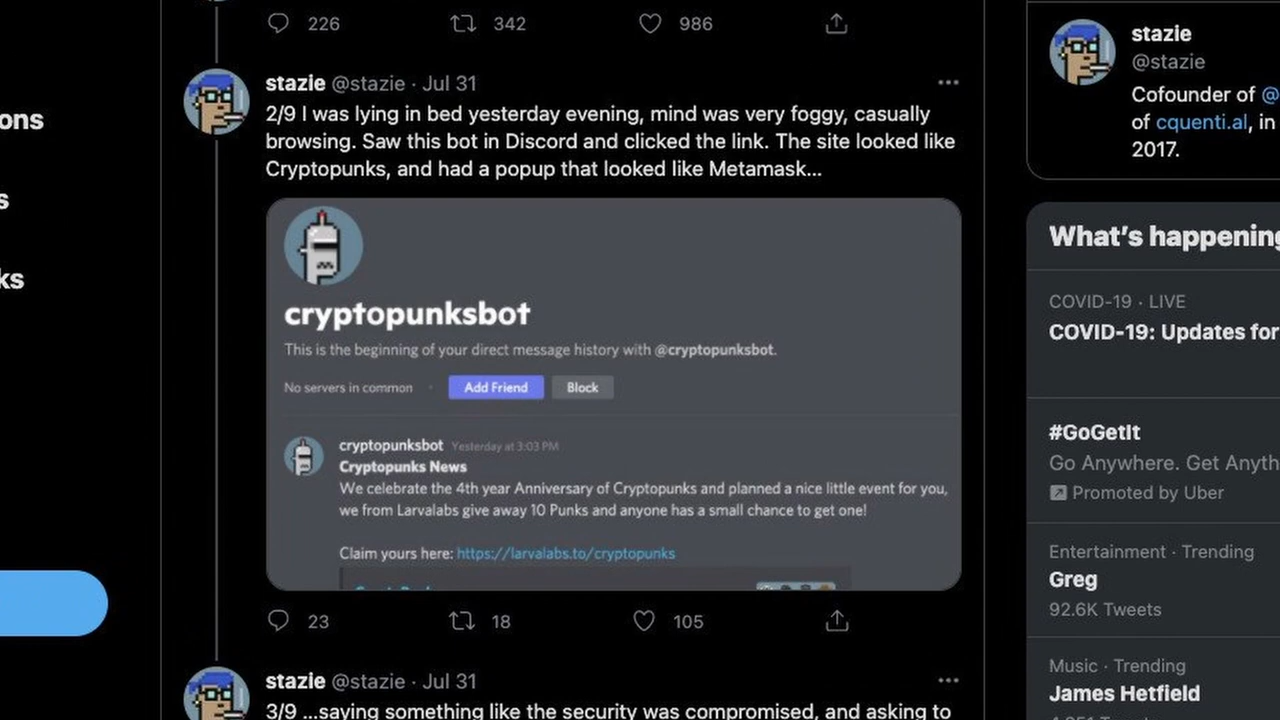 226 342 986
stazie @stazie · Jul 31
2/9 I was lying in bed yesterday evening, mind was very foggy, casually
browsing. Saw this bot in Discord and clicked the link. The site looked like
Cryptopunks, and had a popup that looked like Metamask...
cryptopunksbot
This is the beginning of your direct message history with @cryptopunksbot.
No servers in common
Add Friend
Block
cryptopunksbot Yesterday at 3:03 PM
Cryptopunks News
We celebrate the 4th year Anniversary of Cryptopunks and planned a nice little event for you,
we from Larvalabs give away 10 Punks and anyone has a small chance to get one!
Claim yours here: https://larvalabs.to/cryptopunks
23 18 105
stazie @stazie · Jul 31
3/9 ...saying something like the security was compromised, and asking to
ons
s
ks
stazie
@stazie
Cofounder of @
of cquenti.al, in
2017.
What's happening
COVID-19 · LIVE
COVID-19: Updates for
#GoGetIt
Go Anywhere. Get Anyth
Promoted by Uber
Entertainment · Trending
Greg
92.6K Tweets
Music · Trending
James Hetfield